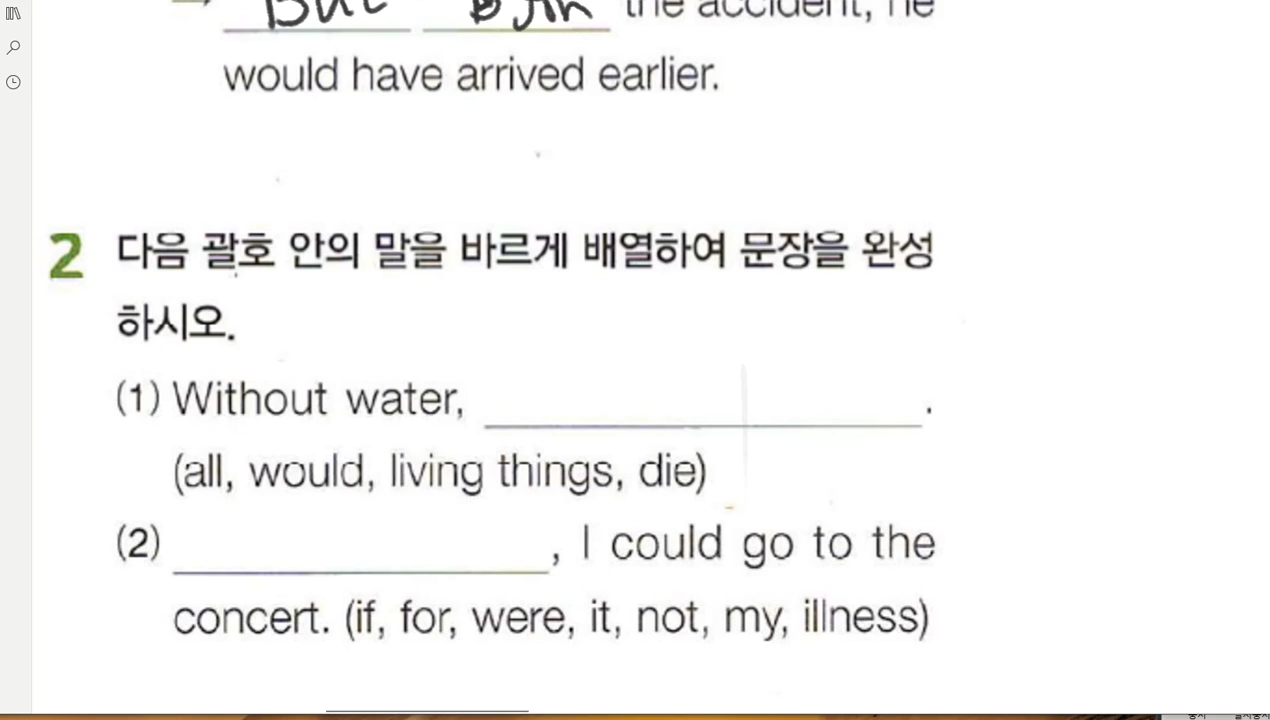 But
the accident, he
would have arrived earlier.
2 다음 괄호 안의 말을 바르게 배열하여 문장을 완성
하시오.
(1) Without water, .
(all, would, living things, die)
(2) , I could go to the
concert. (if, for, were, it, not, my, illness)